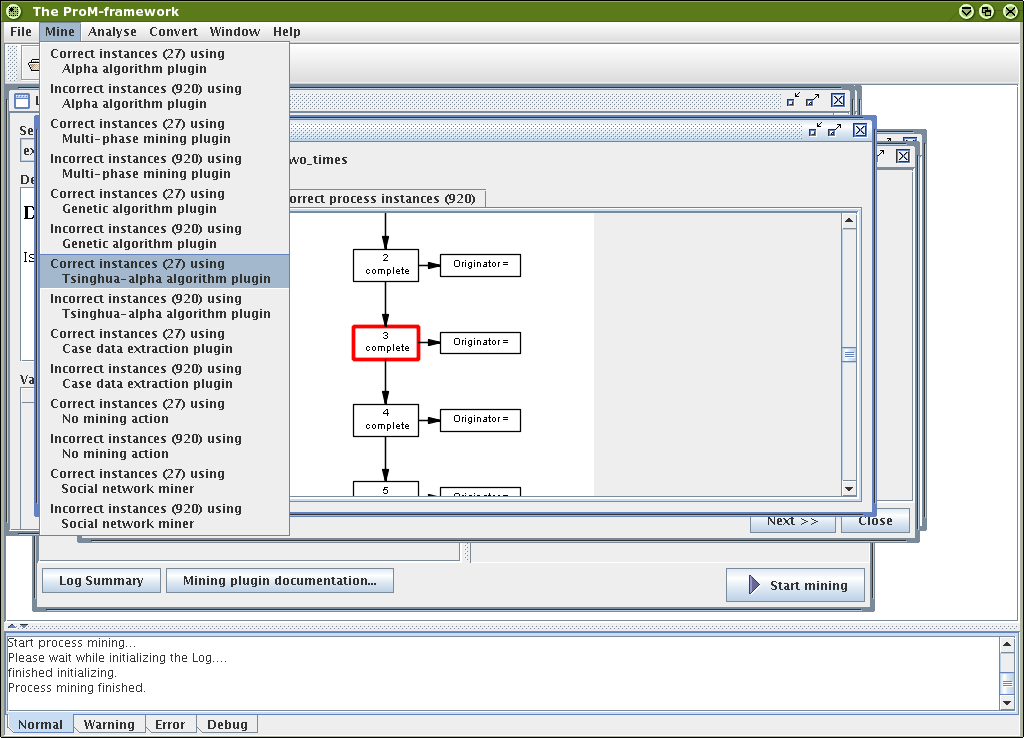 The ProM-framework
File Mine Analyse Convert Window Help
Correct instances (27) using
Alpha algorithm plugin
Incorrect instances (920) using
Alpha algorithm plugin
Correct instances (27) using
Multi-phase mining plugin
Incorrect instances (920) using
Multi-phase mining plugin
Correct instances (27) using
Genetic algorithm plugin
Incorrect instances (920) using
Genetic algorithm plugin
Correct instances (27) using
Tsinghua-alpha algorithm plugin
Incorrect instances (920) using
Tsinghua-alpha algorithm plugin
Correct instances (27) using
Case data extraction plugin
Incorrect instances (920) using
Case data extraction plugin
Correct instances (27) using
No mining action
Incorrect instances (920) using
No mining action
Correct instances (27) using
Social network miner
Incorrect instances (920) using
Social network miner
wo_times
orrect process instances (920)
2
complete
Originator=
3
complete
Originator=
4
complete
Originator=
5
Originator=
Next >>
Close
Log Summary
Mining plugin documentation...
Start mining
Start process mining...
Please wait while initializing the Log....
finished initializing.
Process mining finished.
Normal Warning Error Debug